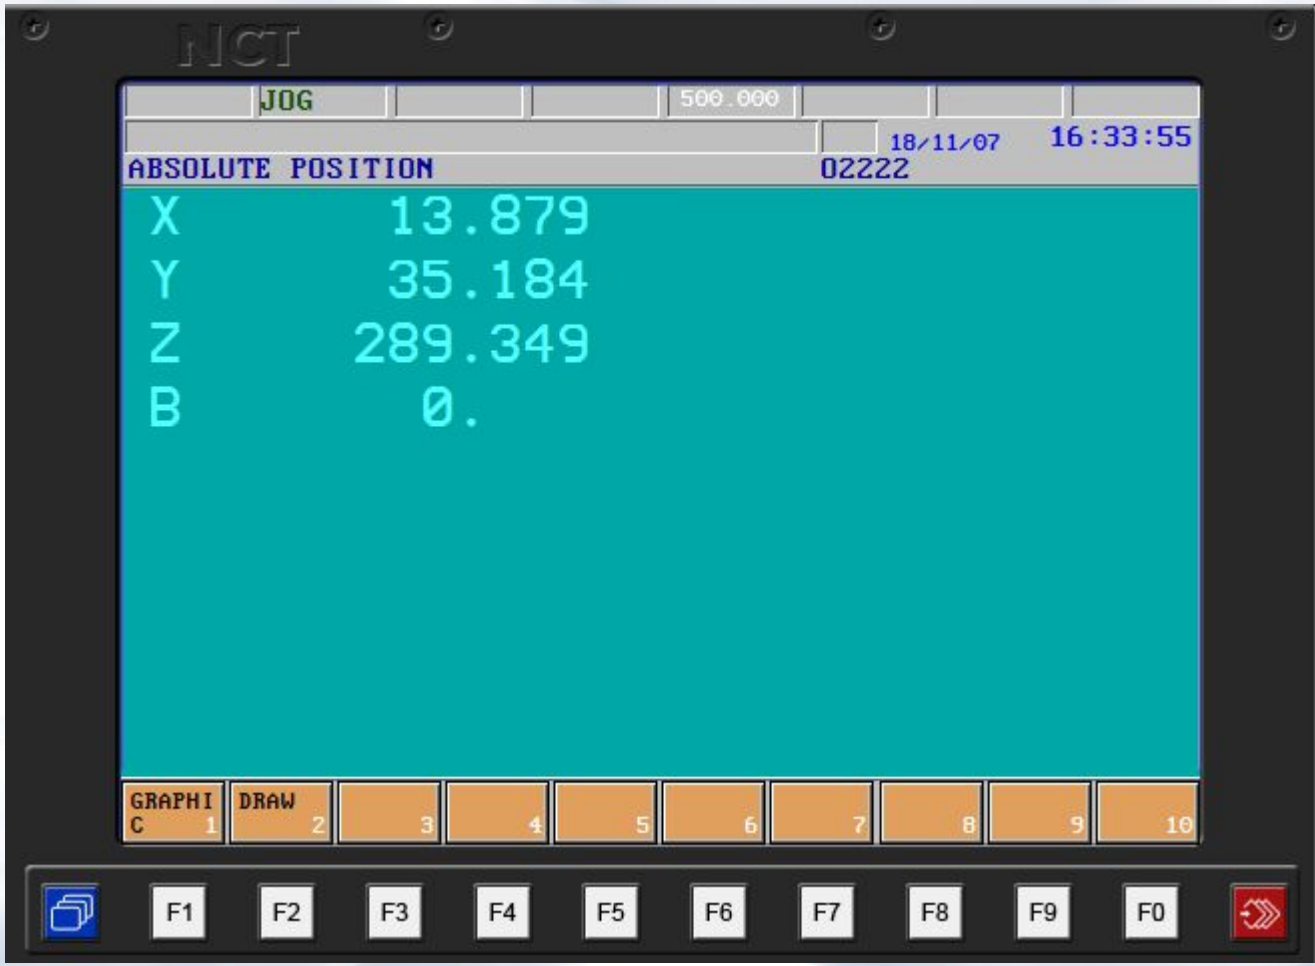 NCT
JOG 500.000
18/11/07 16:33:55
ABSOLUTE POSITION O2222
X 13.879
Y 35.184
Z 289.349
B 0.
GRAPHI DRAW
C 1 2 3 4 5 6 7 8 9 10
F1 F2 F3 F4 F5 F6 F7 F8 F9 F0